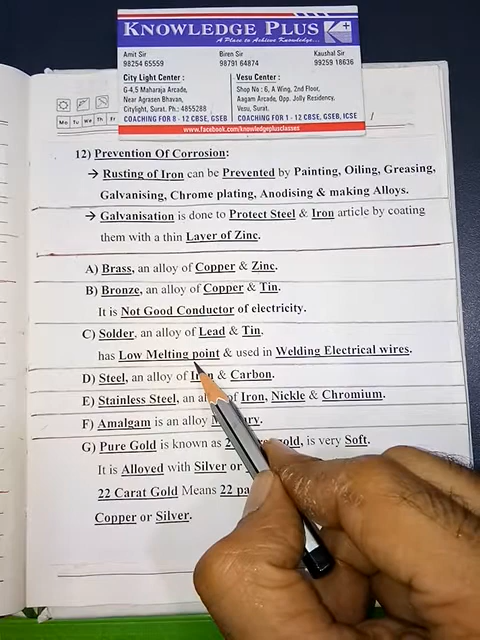 KNOWLEDGE PLUS
A Place to Achieve Knowledge...
Amit Sir Biren Sir Kaushal Sir
98254 65559 98791 64874 99259 18636
City Light Center : Vesu Center :
G-4,5 Maharaja Arcade, Shop No : 6, A Wing, 2nd Floor,
Near Agrasen Bhavan, Aagam Arcade, Opp. Jolly Residency,
Citylight, Surat. Ph.: 4855288 Vesu, Surat.
COACHING FOR 8 - 12 CBSE, GSEB COACHING FOR 1 - 12 GSEB, CBSE, ICSE
www.facebook.com/knowledgeplusclasses
Mo Tu We Th Fr
12) Prevention Of Corrosion:
→ Rusting of Iron can be Prevented by Painting, Oiling, Greasing,
Galvanising, Chrome plating, Anodising & making Alloys.
→ Galvanisation is done to Protect Steel & Iron article by coating
them with a thin Layer of Zinc.
A) Brass, an alloy of Copper & Zinc.
B) Bronze, an alloy of Copper & Tin.
It is Not Good Conductor of electricity.
C) Solder, an alloy of Lead & Tin.
has Low Melting point & used in Welding Electrical wires.
D) Steel, an alloy of & Carbon.
E) Stainless Steel, an of Iron, Nickle & Chromium.
F) Amalgam is an alloy
G) Pure Gold is known as gold, is very Soft.
It is Alloyed with Silver or
22 Carat Gold Means 22
Copper or Silver.